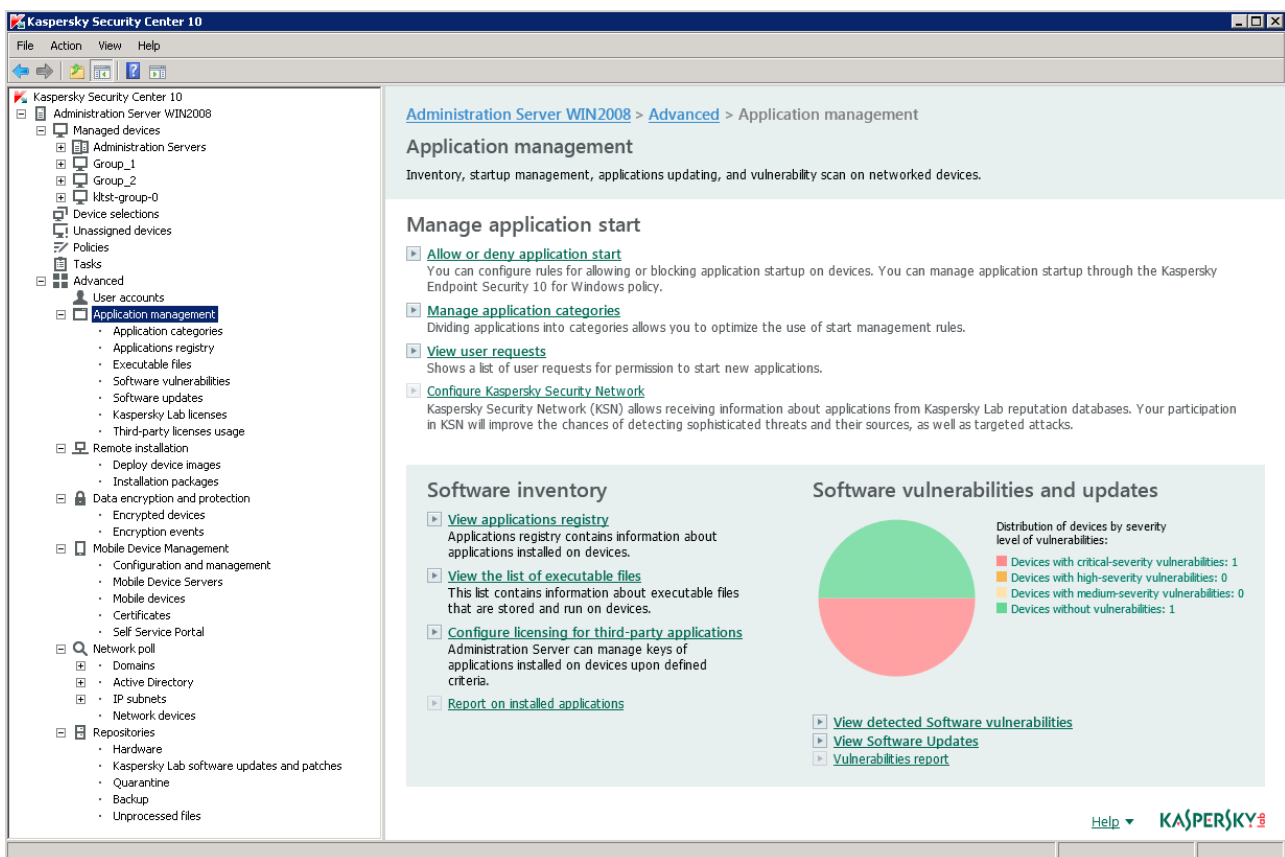 Kaspersky Security Center 10
File Action View Help
Kaspersky Security Center 10
Administration Server WIN2008
Managed devices
Administration Servers
Group_1
Group_2
kltst-group-0
Device selections
Unassigned devices
Policies
Tasks
Advanced
User accounts
Application management
Application categories
Applications registry
Executable files
Software vulnerabilities
Software updates
Kaspersky Lab licenses
Third-party licenses usage
Remote installation
Deploy device images
Installation packages
Data encryption and protection
Encrypted devices
Encryption events
Mobile Device Management
Configuration and management
Mobile Device Servers
Mobile devices
Certificates
Self Service Portal
Network poll
Domains
Active Directory
IP subnets
Network devices
Repositories
Hardware
Kaspersky Lab software updates and patches
Quarantine
Backup
Unprocessed files
Administration Server WIN2008 > Advanced > Application management
Application management
Inventory, startup management, applications updating, and vulnerability scan on networked devices.
Manage application start
Allow or deny application start
You can configure rules for allowing or blocking application startup on devices. You can manage application startup through the Kaspersky
Endpoint Security 10 for Windows policy.
Manage application categories
Dividing applications into categories allows you to optimize the use of start management rules.
View user requests
Shows a list of user requests for permission to start new applications.
Configure Kaspersky Security Network
Kaspersky Security Network (KSN) allows receiving information about applications from Kaspersky Lab reputation databases. Your participation
in KSN will improve the chances of detecting sophisticated threats and their sources, as well as targeted attacks.
Software inventory
View applications registry
Applications registry contains information about
applications installed on devices.
View the list of executable files
This list contains information about executable files
that are stored and run on devices.
Configure licensing for third-party applications
Administration Server can manage keys of
applications installed on devices upon defined
criteria.
Report on installed applications
Software vulnerabilities and updates
Distribution of devices by severity
level of vulnerabilities:
Devices with critical-severity vulnerabilities: 1
Devices with high-severity vulnerabilities: 0
Devices with medium-severity vulnerabilities: 0
Devices without vulnerabilities: 1
View detected Software vulnerabilities
View Software Updates
Vulnerabilities report
Help
KASPERSKY lab